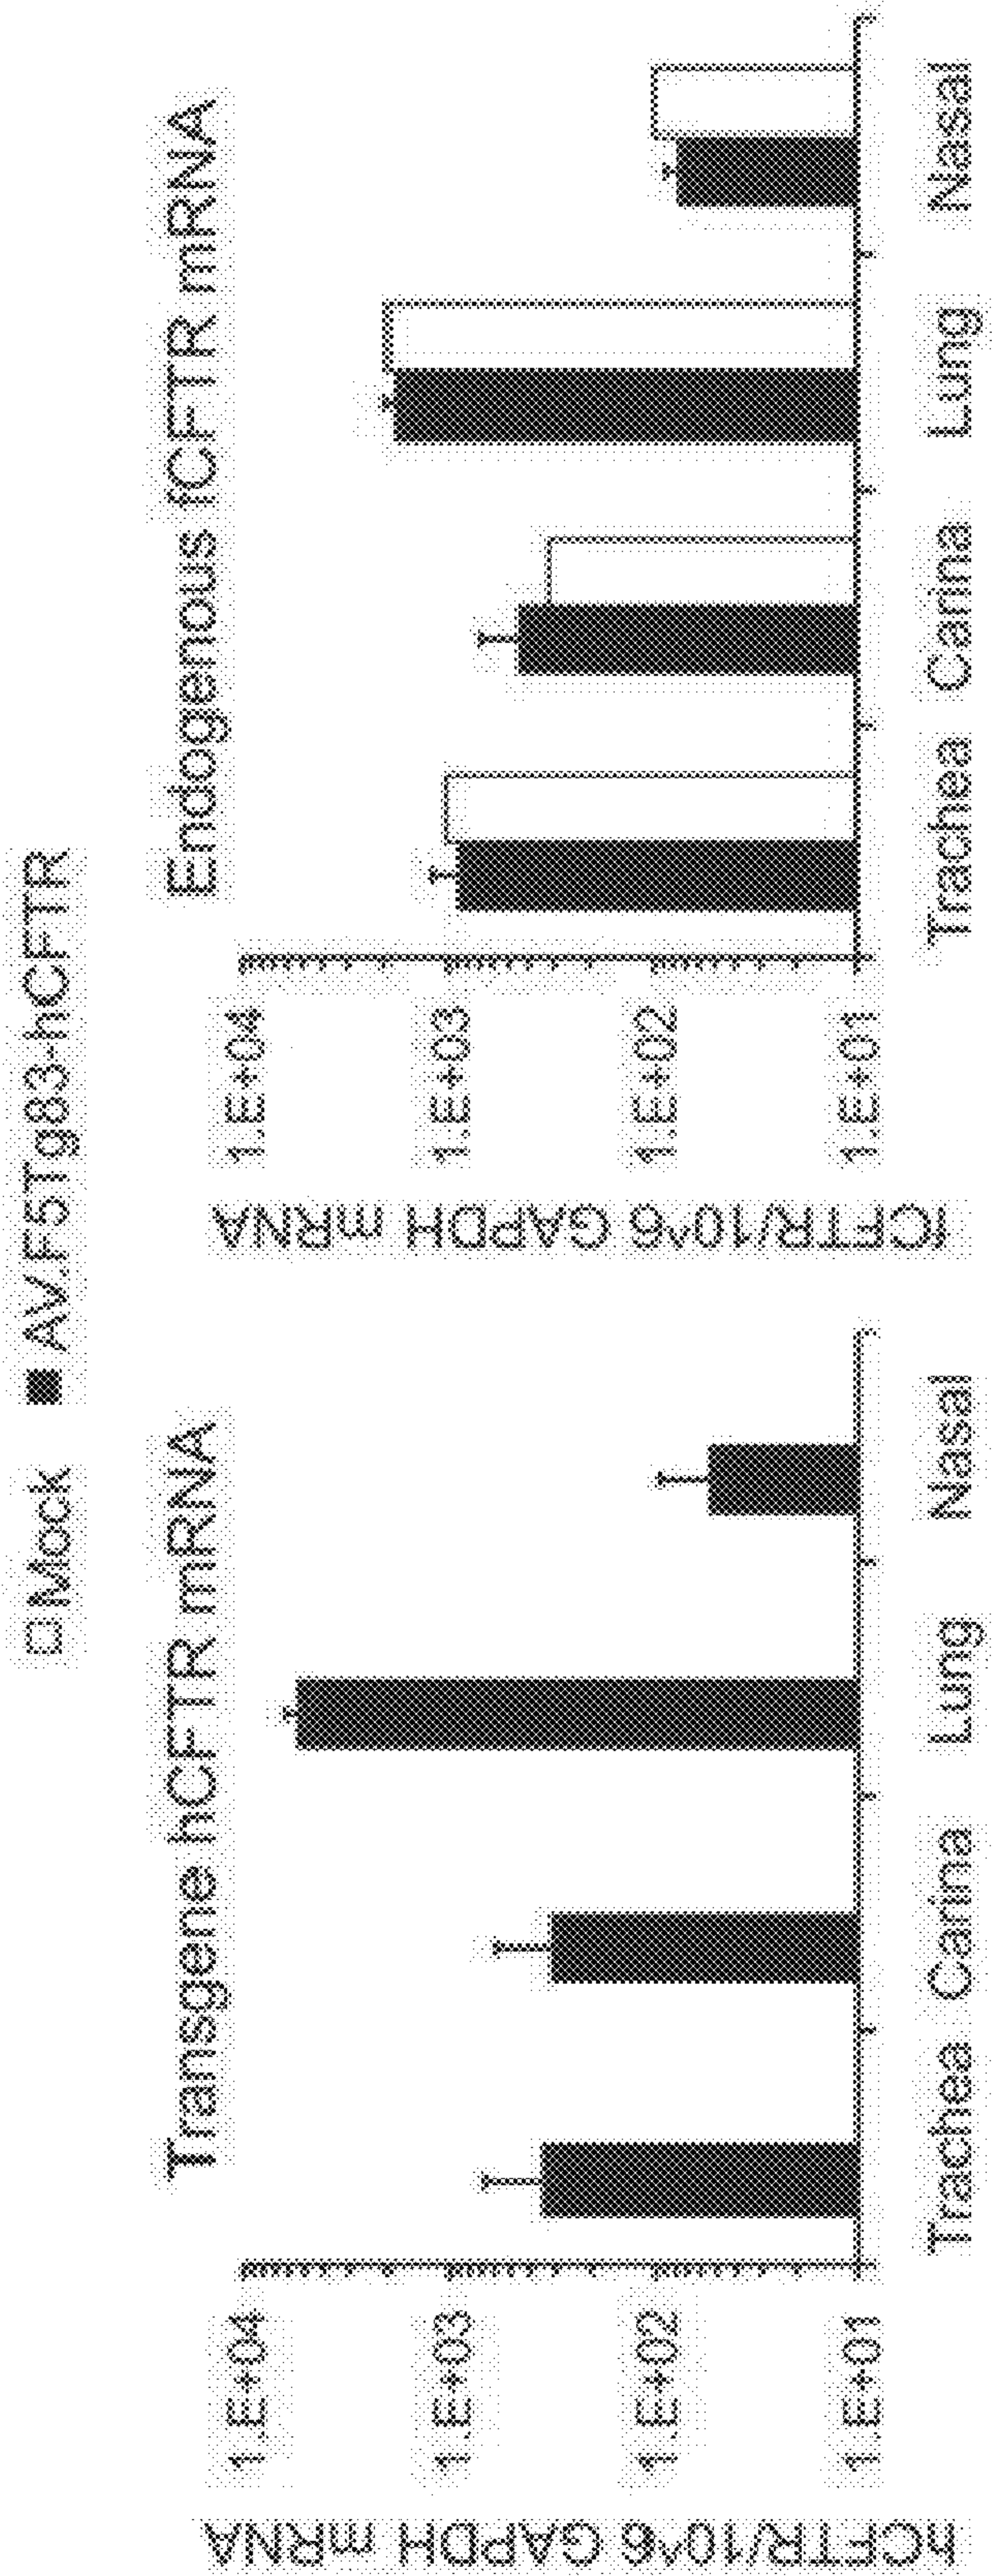 □ Mock ■ AV.F5Tg83-hCFTR
Transgene hCFTR mRNA
hCFTR/10^6 GAPDH mRNA
1.E+04
1.E+03
1.E+02
1.E+01
Trachea Carina Lung Nasal
Endogenous fCFTR mRNA
fCFTR/10^6 GAPDH mRNA
1.E+04
1.E+03
1.E+02
1.E+01
Trachea Carina Lung Nasal